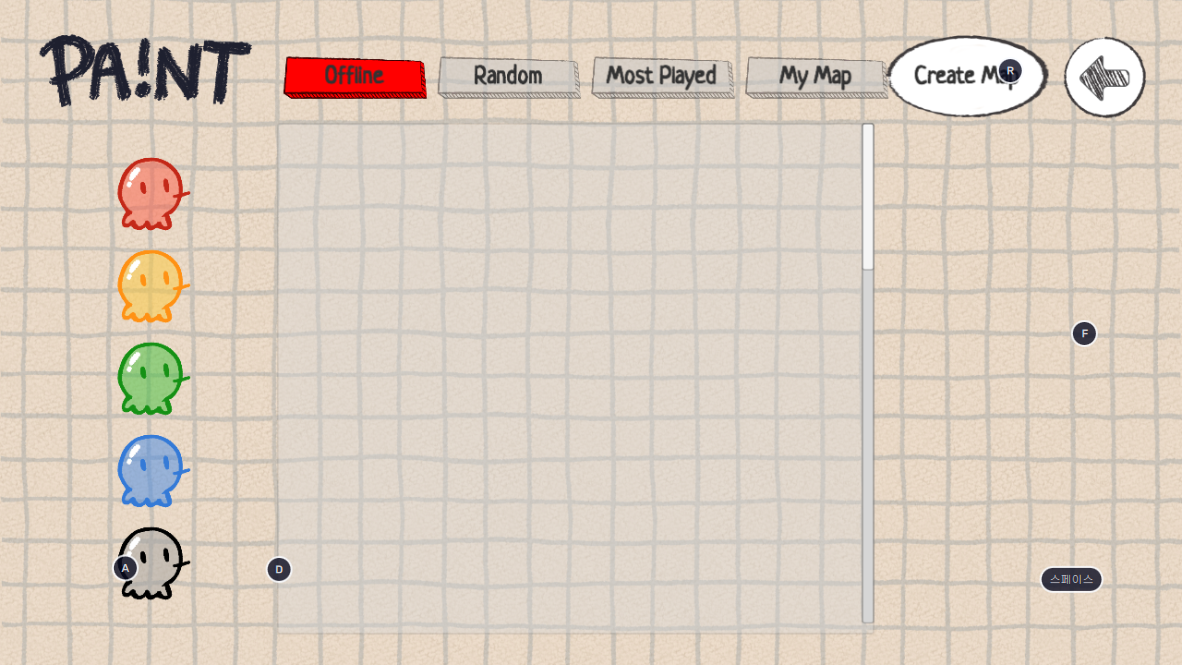 PA!NT
Offline
Random
Most Played
My Map
Create Map
R
F
A
D
스페이스